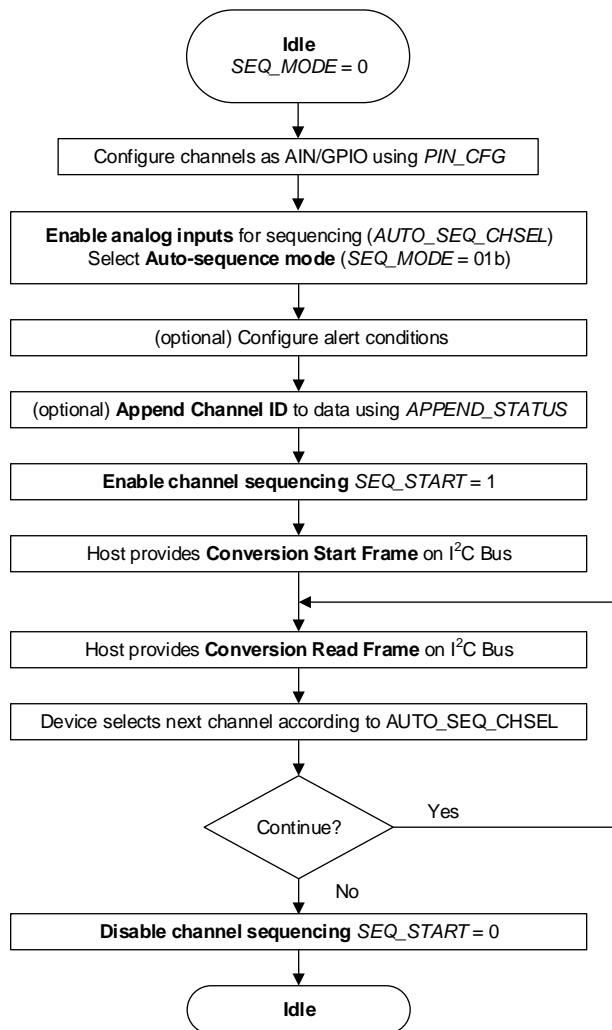 Idle
SEQ_MODE = 0
Configure channels as AIN/GPIO using PIN_CFG
Enable analog inputs for sequencing (AUTO_SEQ_CHSEL)
Select Auto-sequence mode (SEQ_MODE = 01b)
(optional) Configure alert conditions
(optional) Append Channel ID to data using APPEND_STATUS
Enable channel sequencing SEQ_START = 1
Host provides Conversion Start Frame on I²C Bus
Host provides Conversion Read Frame on I²C Bus
Device selects next channel according to AUTO_SEQ_CHSEL
Continue?
Yes
No
Disable channel sequencing SEQ_START = 0
Idle